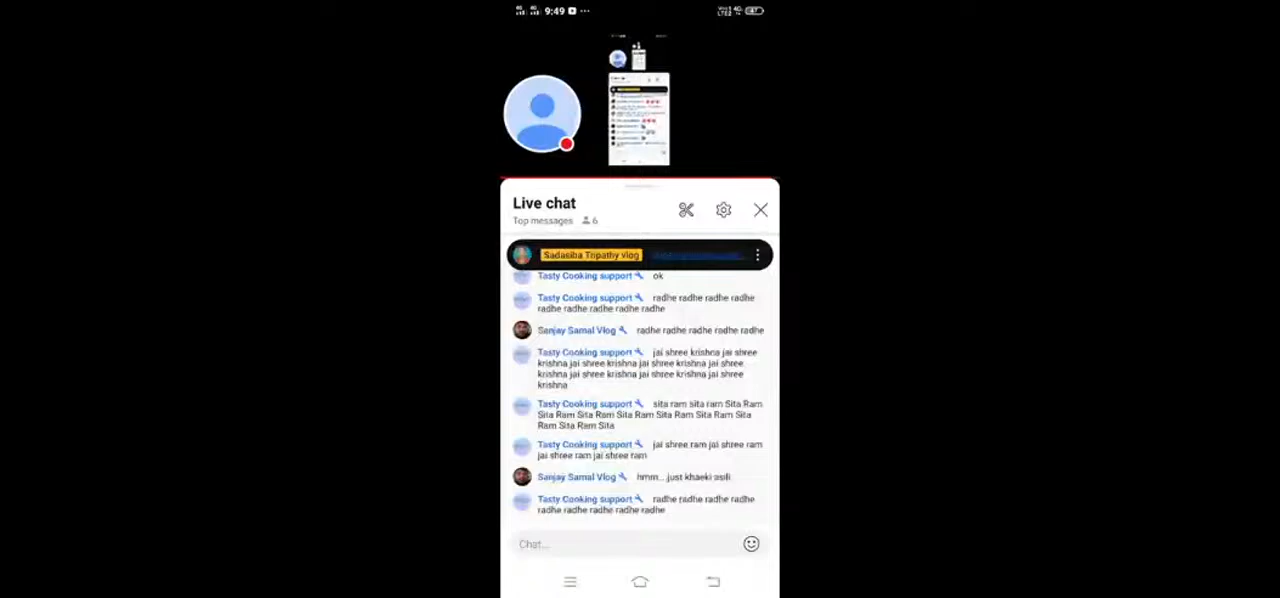 9:49
Live chat
Top messages 6
Sadasiba Tripathy vlog
Tasty Cooking support ok
Tasty Cooking support radhe radhe radhe radhe
radhe radhe radhe radhe radhe
Sanjay Samal Vlog radhe radhe radhe radhe radhe
Tasty Cooking support jai shree krishna jai shree
krishna jai shree krishna jai shree krishna jai shree
krishna jai shree krishna jai shree krishna jai shree
krishna
Tasty Cooking support sita ram sita ram Sita Ram
Sita Ram Sita Ram Sita Ram Sita Ram Sita Ram Sita
Ram Sita Ram Sita
Tasty Cooking support jai shree ram jai shree ram
jai shree ram jai shree ram
Sanjay Samal Vlog hmm...just khaeki asili
Tasty Cooking support radhe radhe radhe radhe
radhe radhe radhe radhe radhe
Chat...